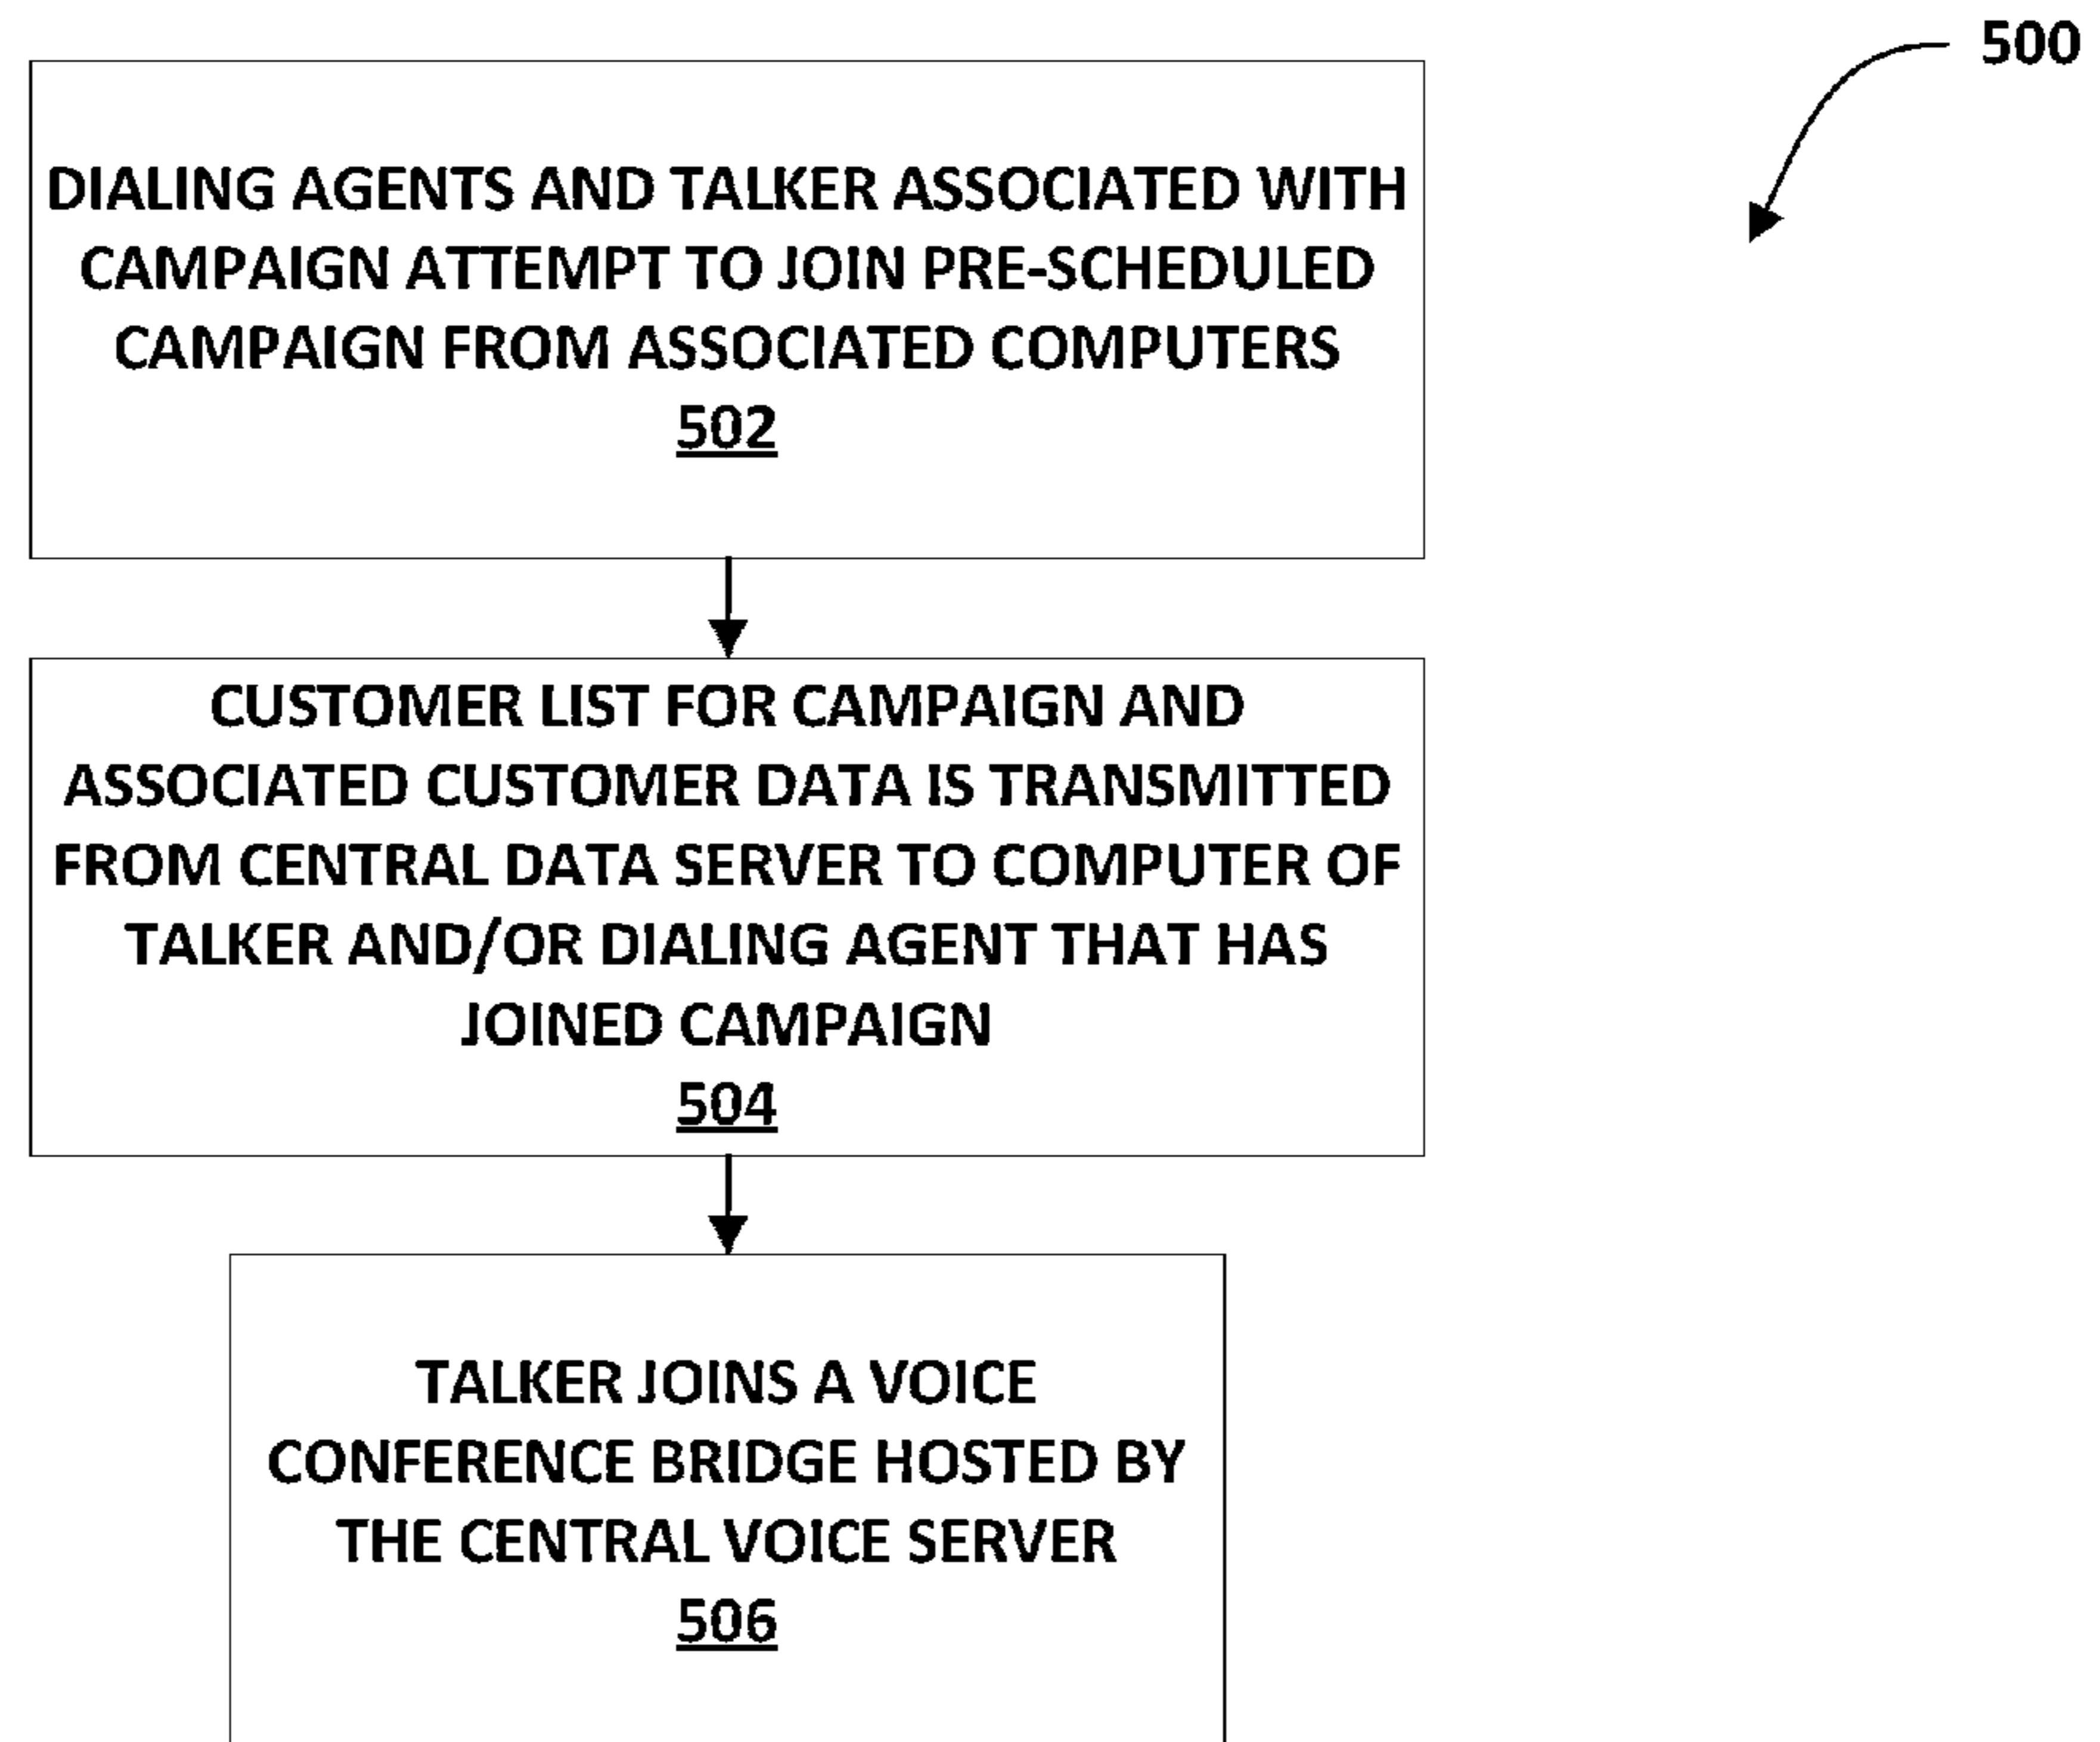 500
DIALING AGENTS AND TALKER ASSOCIATED WITH
CAMPAIGN ATTEMPT TO JOIN PRE-SCHEDULED
CAMPAIGN FROM ASSOCIATED COMPUTERS
502
CUSTOMER LIST FOR CAMPAIGN AND
ASSOCIATED CUSTOMER DATA IS TRANSMITTED
FROM CENTRAL DATA SERVER TO COMPUTER OF
TALKER AND/OR DIALING AGENT THAT HAS
JOINED CAMPAIGN
504
TALKER JOINS A VOICE
CONFERENCE BRIDGE HOSTED BY
THE CENTRAL VOICE SERVER
506